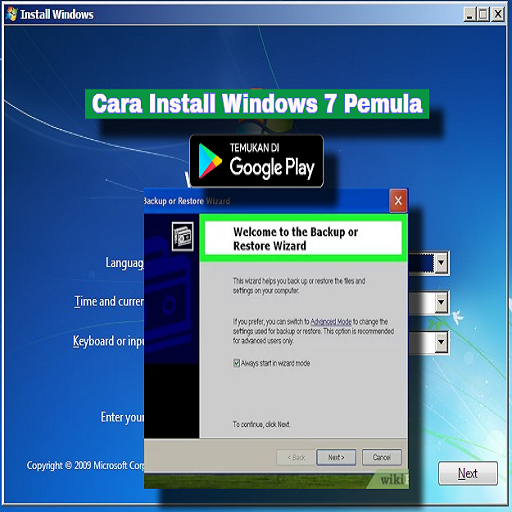 Install Windows
Cara Install Windows 7 Pemula
TEMUKAN DI
Google Play
Backup or Restore Wizard
Welcome to the Backup or
Restore Wizard
This wizard helps you back up or restore the files and
settings on your computer.
If you prefer, you can switch to Advanced Mode to change the
settings used for backup or restore. This option is recommended
for advanced users only.
Always start in wizard mode
To continue, click Next.
< Back
Next >
Cancel
wiki
Languag
Time and curre
Keyboard or inpu
Enter your
Copyright © 2009 Microsoft Corp
Next